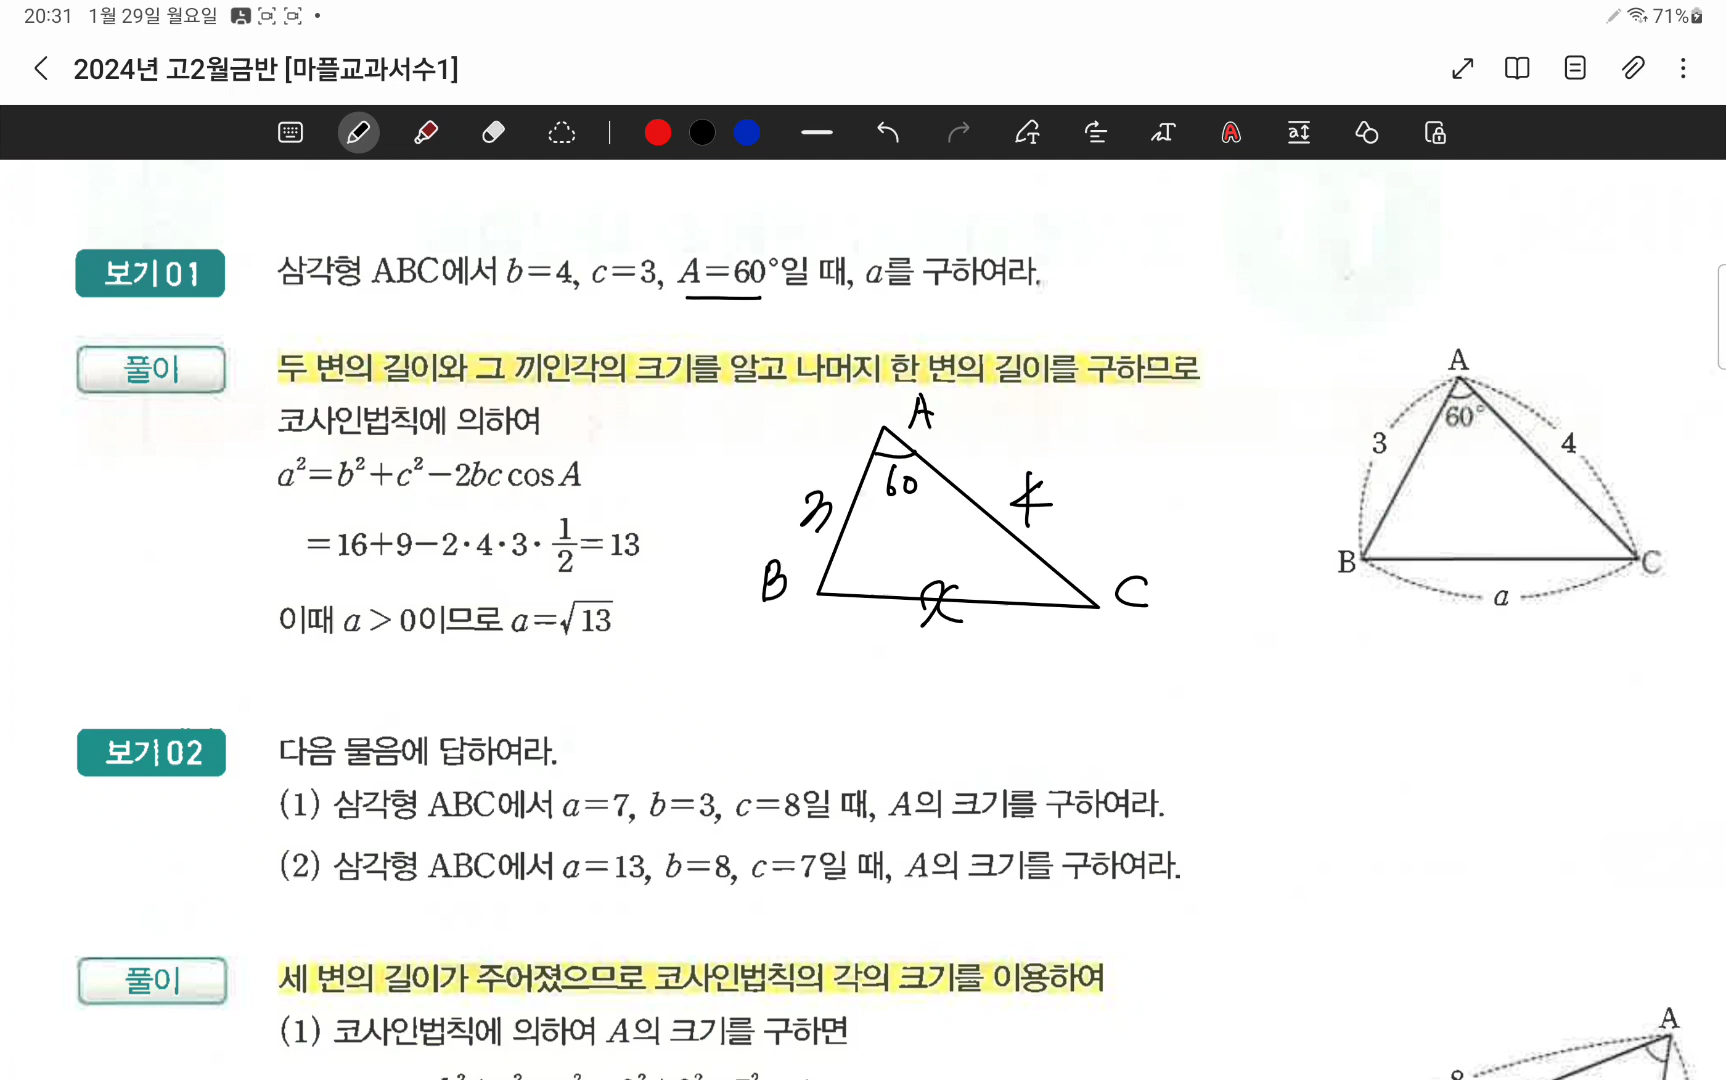 20:31 1월 29일 월요일
71%
2024년 고2월금반 [마플교과서수1]
보기 01 삼각형 ABC에서 b=4, c=3, A=60°일 때, a를 구하여라.
풀이 두 변의 길이와 그 끼인각의 크기를 알고 나머지 한 변의 길이를 구하므로
코사인법칙에 의하여
a²=b²+c²-2bc cos A
=16+9-2·4·3·1/2=13
이때 a>0이므로 a=√13
A
60
3
4
B
x
C
A
60°
3
4
B
C
a
보기 02 다음 물음에 답하여라.
(1) 삼각형 ABC에서 a=7, b=3, c=8일 때, A의 크기를 구하여라.
(2) 삼각형 ABC에서 a=13, b=8, c=7일 때, A의 크기를 구하여라.
풀이 세 변의 길이가 주어졌으므로 코사인법칙의 각의 크기를 이용하여
(1) 코사인법칙에 의하여 A의 크기를 구하면
A